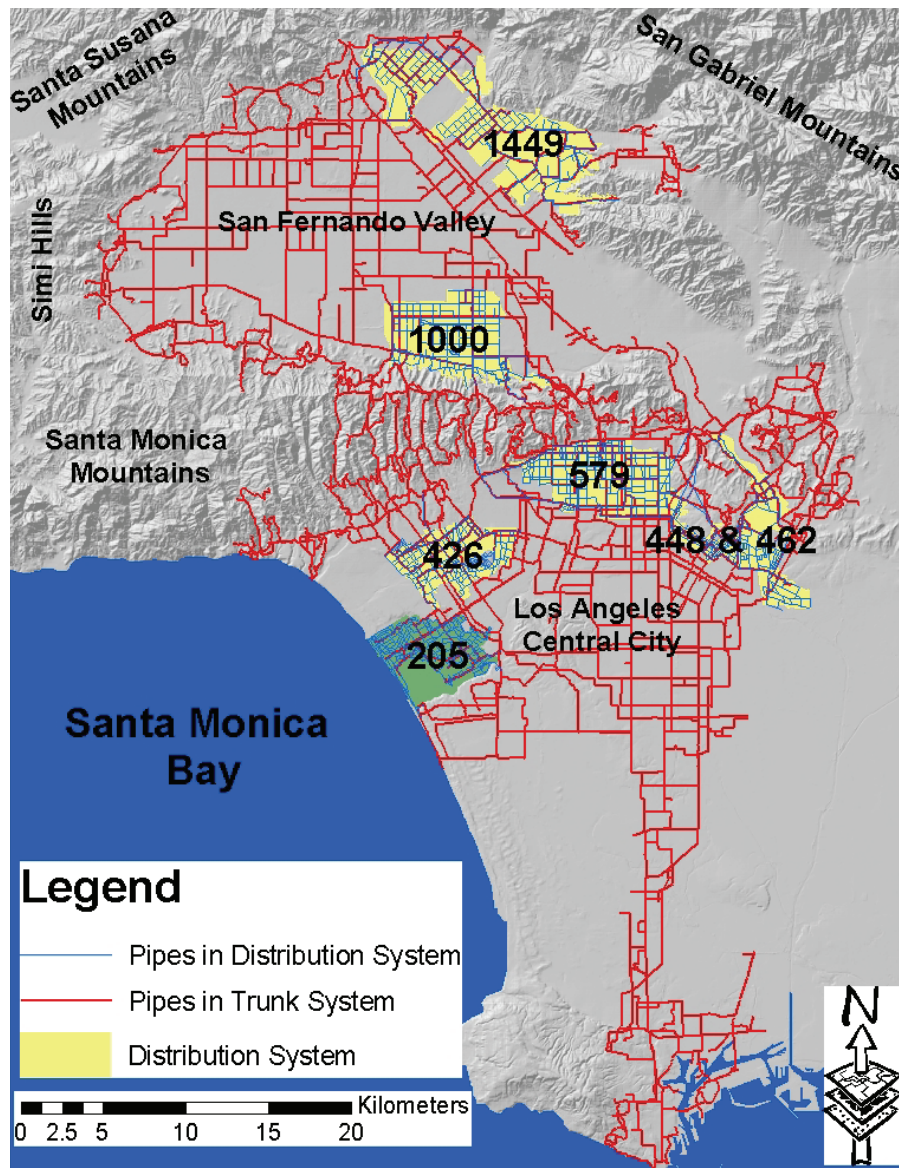 Santa Susana
Mountains
San Gabriel Mountains
1449
San Fernando Valley
Simi Hills
1000
Santa Monica
Mountains
579
448 & 462
426
Los Angeles
Central City
205
Santa Monica
Bay
Legend
Pipes in Distribution System
Pipes in Trunk System
Distribution System
Kilometers
0 2.5 5 10 15 20
N